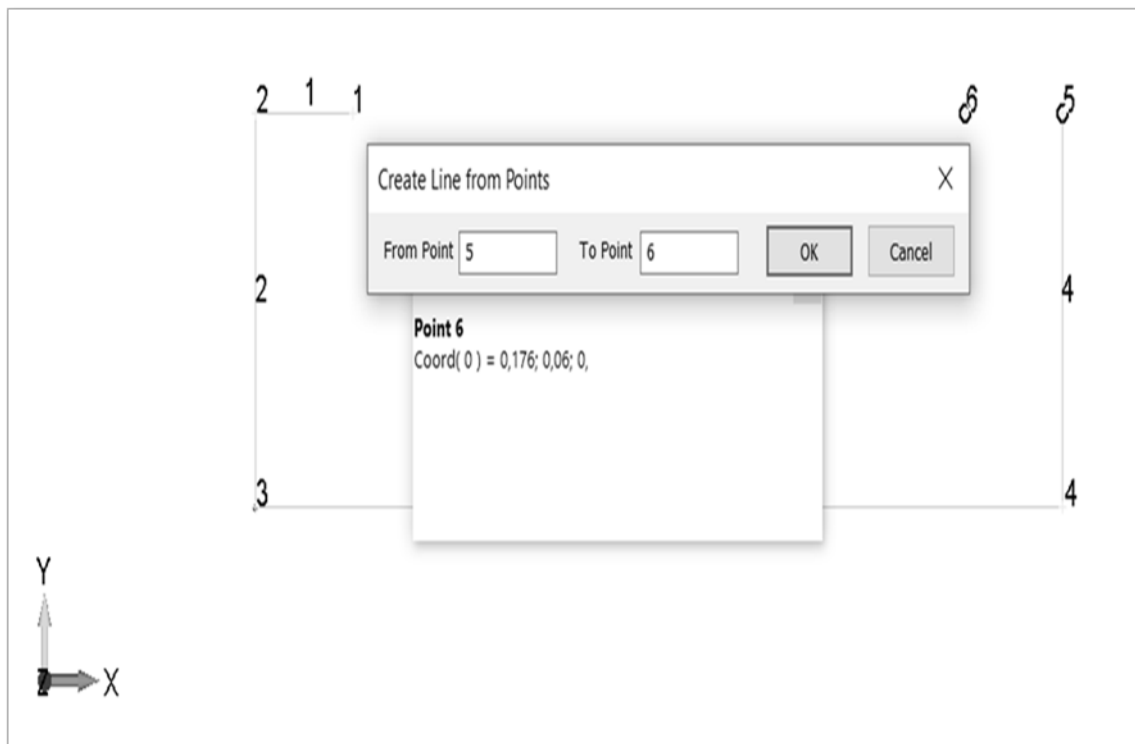 2 1 1 6 5
Create Line from Points X
From Point 5 To Point 6 OK Cancel
2 4
Point 6
Coord( 0 ) = 0,176; 0,06; 0,
3 4
Y
Z X